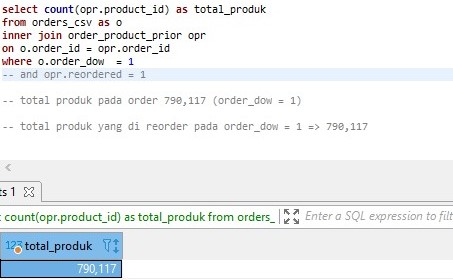 select count(opr.product_id) as total_produk
from orders_csv as o
inner join order_product_prior opr
on o.order_id = opr.order_id
where o.order_dow = 1
-- and opr.reordered = 1
-- total produk pada order 790,117 (order_dow = 1)
-- total produk yang di reorder pada order_dow = 1 => 790,117
ts 1
count(opr.product_id) as total_produk from orders_ Enter a SQL expression to filt
123 total_produk
790,117